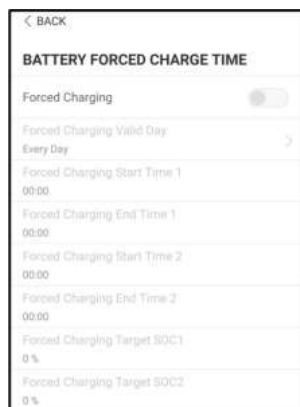 < BACK
BATTERY FORCED CHARGE TIME
Forced Charging
Forced Charging Valid Day
Every Day
Forced Charging Start Time 1
00:00
Forced Charging End Time 1
00:00
Forced Charging Start Time 2
00:00
Forced Charging End Time 2
00:00
Forced Charging Target SOC1
0 %
Forced Charging Target SOC2
0 %